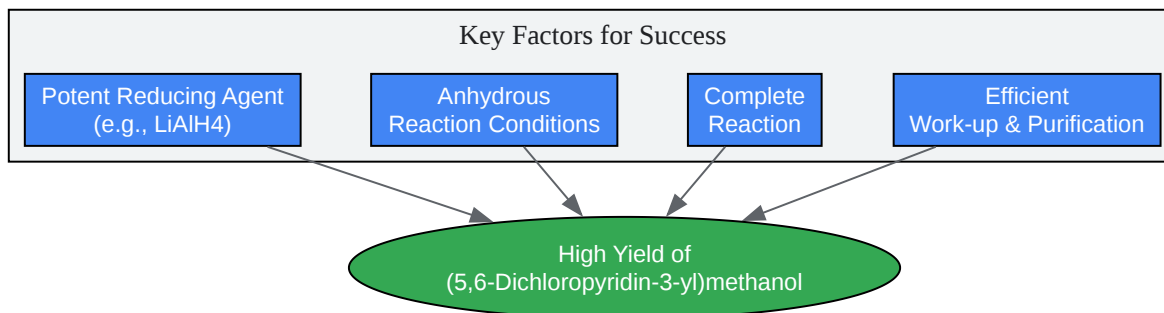 Key Factors for Success
Potent Reducing Agent
(e.g., LiAlH4)
Anhydrous
Reaction Conditions
Complete
Reaction
Efficient
Work-up & Purification
High Yield of
(5,6-Dichloropyridin-3-yl)methanol